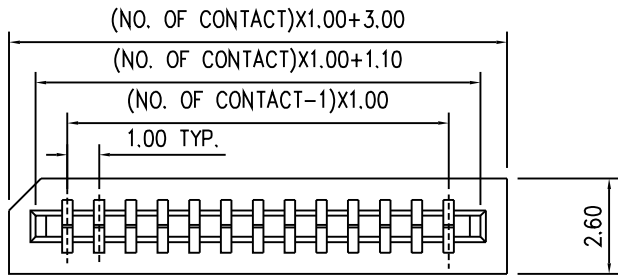 (NO. OF CONTACT)X1.00+3.00
(NO. OF CONTACT)X1.00+1.10
(NO. OF CONTACT-1)X1.00
1.00 TYP.
2.60